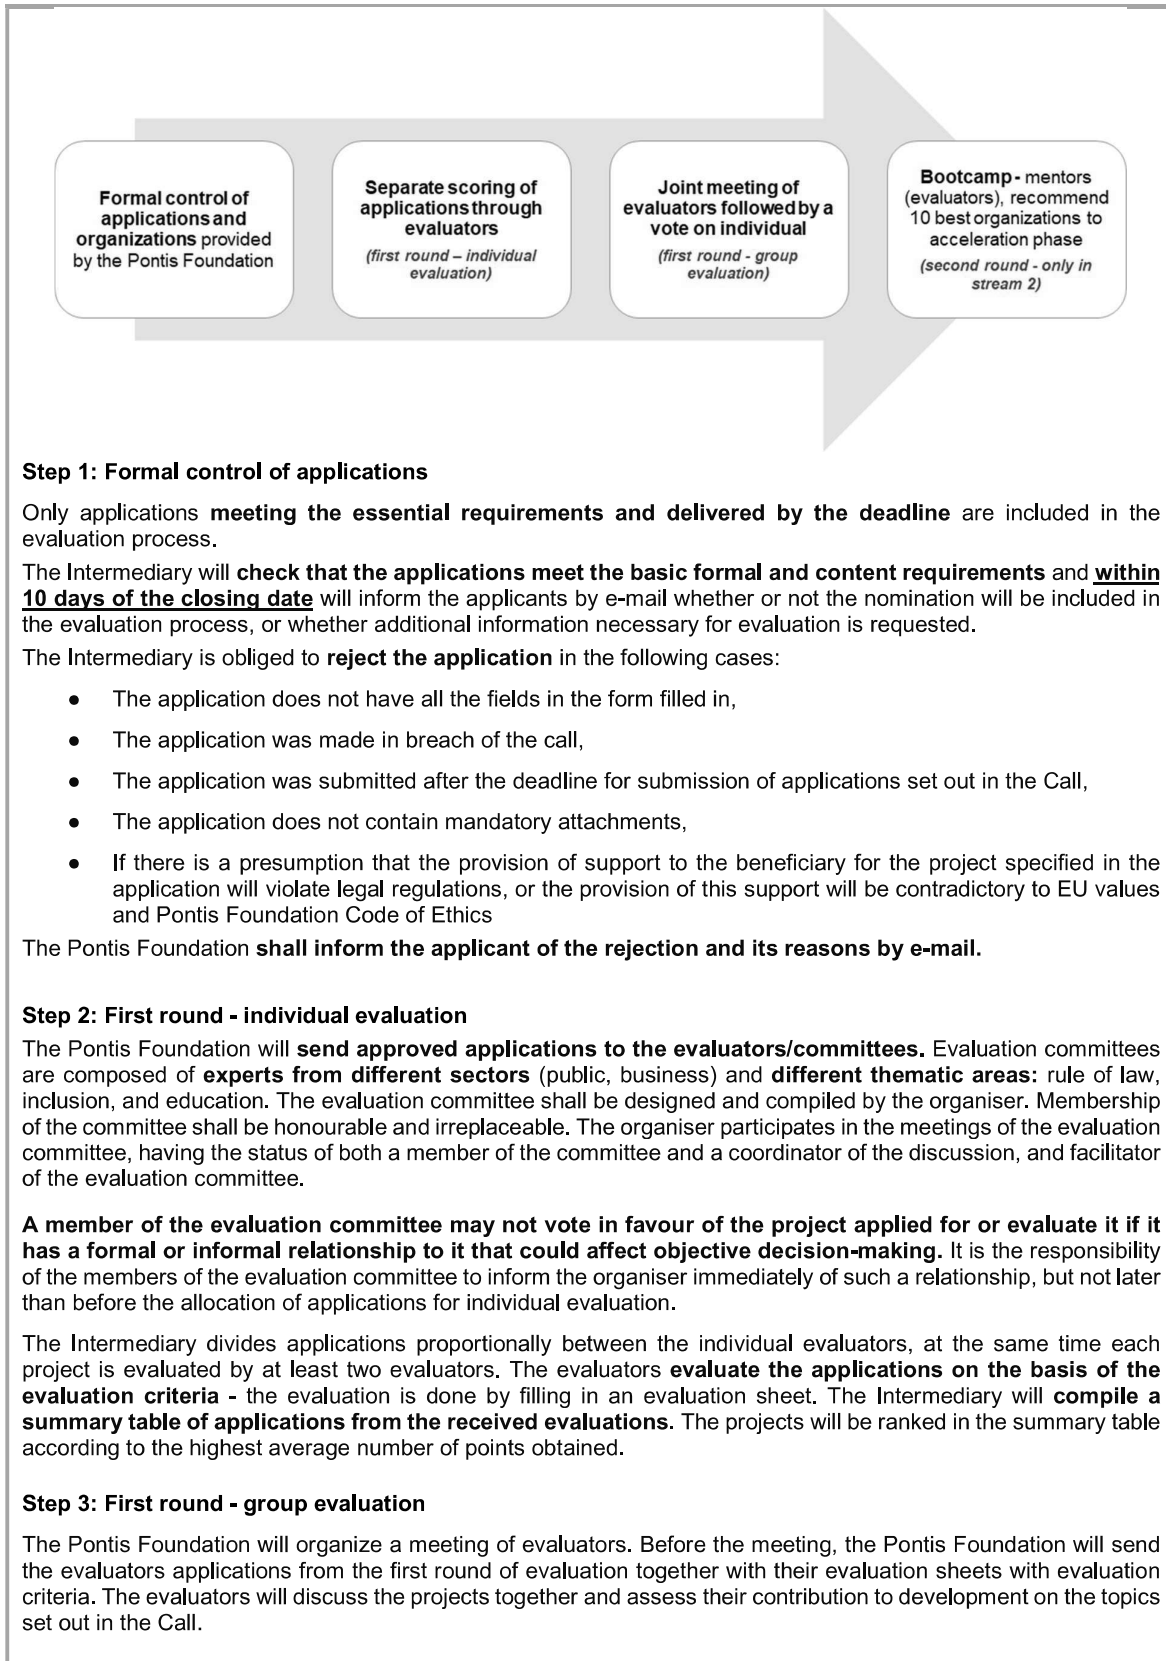 Formal control of
applications and
organizations provided
by the Pontis Foundation
Separate scoring of
applications through
evaluators
(first round – individual
evaluation)
Joint meeting of
evaluators followed by a
vote on individual
(first round - group
evaluation)
Bootcamp - mentors
(evaluators), recommend
10 best organizations to
acceleration phase
(second round - only in
stream 2)
Step 1: Formal control of applications
Only applications meeting the essential requirements and delivered by the deadline are included in the
evaluation process.
The Intermediary will check that the applications meet the basic formal and content requirements and within
10 days of the closing date will inform the applicants by e-mail whether or not the nomination will be included in
the evaluation process, or whether additional information necessary for evaluation is requested.
The Intermediary is obliged to reject the application in the following cases:
● The application does not have all the fields in the form filled in,
● The application was made in breach of the call,
● The application was submitted after the deadline for submission of applications set out in the Call,
● The application does not contain mandatory attachments,
● If there is a presumption that the provision of support to the beneficiary for the project specified in the
application will violate legal regulations, or the provision of this support will be contradictory to EU values
and Pontis Foundation Code of Ethics
The Pontis Foundation shall inform the applicant of the rejection and its reasons by e-mail.
Step 2: First round - individual evaluation
The Pontis Foundation will send approved applications to the evaluators/committees. Evaluation committees
are composed of experts from different sectors (public, business) and different thematic areas: rule of law,
inclusion, and education. The evaluation committee shall be designed and compiled by the organiser. Membership
of the committee shall be honourable and irreplaceable. The organiser participates in the meetings of the evaluation
committee, having the status of both a member of the committee and a coordinator of the discussion, and facilitator
of the evaluation committee.
A member of the evaluation committee may not vote in favour of the project applied for or evaluate it if it
has a formal or informal relationship to it that could affect objective decision-making. It is the responsibility
of the members of the evaluation committee to inform the organiser immediately of such a relationship, but not later
than before the allocation of applications for individual evaluation.
The Intermediary divides applications proportionally between the individual evaluators, at the same time each
project is evaluated by at least two evaluators. The evaluators evaluate the applications on the basis of the
evaluation criteria - the evaluation is done by filling in an evaluation sheet. The Intermediary will compile a
summary table of applications from the received evaluations. The projects will be ranked in the summary table
according to the highest average number of points obtained.
Step 3: First round - group evaluation
The Pontis Foundation will organize a meeting of evaluators. Before the meeting, the Pontis Foundation will send
the evaluators applications from the first round of evaluation together with their evaluation sheets with evaluation
criteria. The evaluators will discuss the projects together and assess their contribution to development on the topics
set out in the Call.